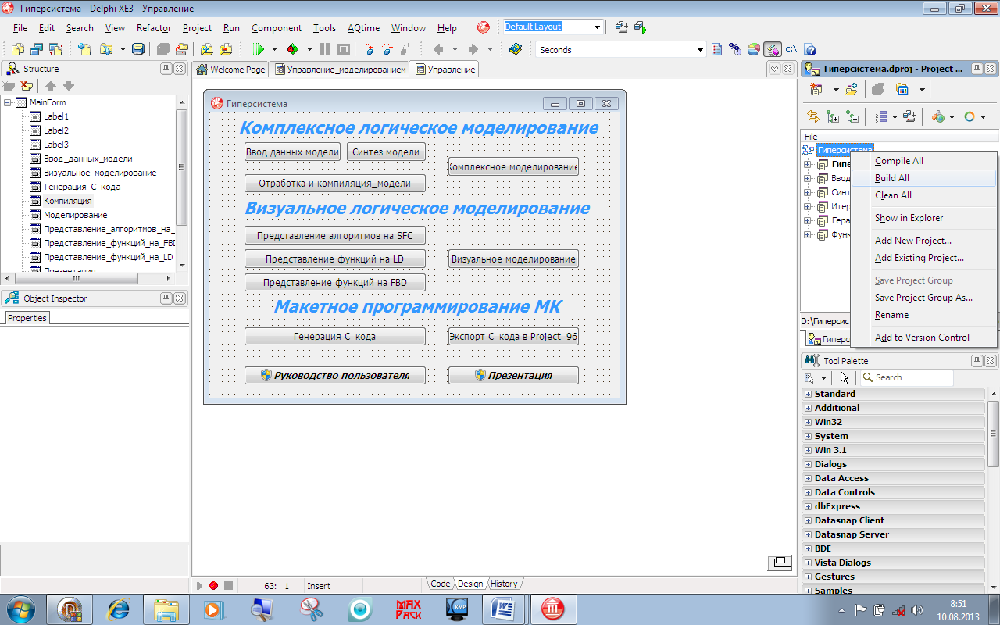 Гиперсистема - Delphi XE3 - Управление
File Edit Search View Refactor Project Run Component Tools AQtime Window Help
Default Layout
Seconds
C:\
Structure
MainForm
Label1
Label2
Label3
Ввод_данных_модели
Визуальное_моделирование
Генерация_С_кода
Компиляция
Моделирование
Представление_алгоритмов_на_
Представление_функций_на_FBD
Представление_функций_на_LD
Презентация
Object Inspector
Properties
Welcome Page Управление_моделированием Управление
Гиперсистема
Комплексное логическое моделирование
Ввод данных модели Синтез модели
Комплексное моделирование
Отработка и компиляция_модели
Визуальное логическое моделирование
Представление алгоритмов на SFC
Представление функций на LD Визуальное моделирование
Представление функций на FBD
Макетное программирование МК
Генерация С_кода Экспорт С_кода в Project_96
Руководство пользователя Презентация
63: 1 Insert
Code Design History
Гиперсистема.dproj - Project ...
File
Гиперсистема
Гипе
Ввод
Синт
Итер
Гера
Функ
Compile All
Build All
Clean All
Show in Explorer
Add New Project...
Add Existing Project...
Save Project Group
Save Project Group As...
Rename
Add to Version Control
D:\Гиперсист
Гиперс
Tool Palette
Search
Standard
Additional
Win32
System
Win 3.1
Dialogs
Data Access
Data Controls
dbExpress
Datasnap Client
Datasnap Server
BDE
Vista Dialogs
Gestures
Samples
MAX
PACK
KMP
8:51
10.08.2013